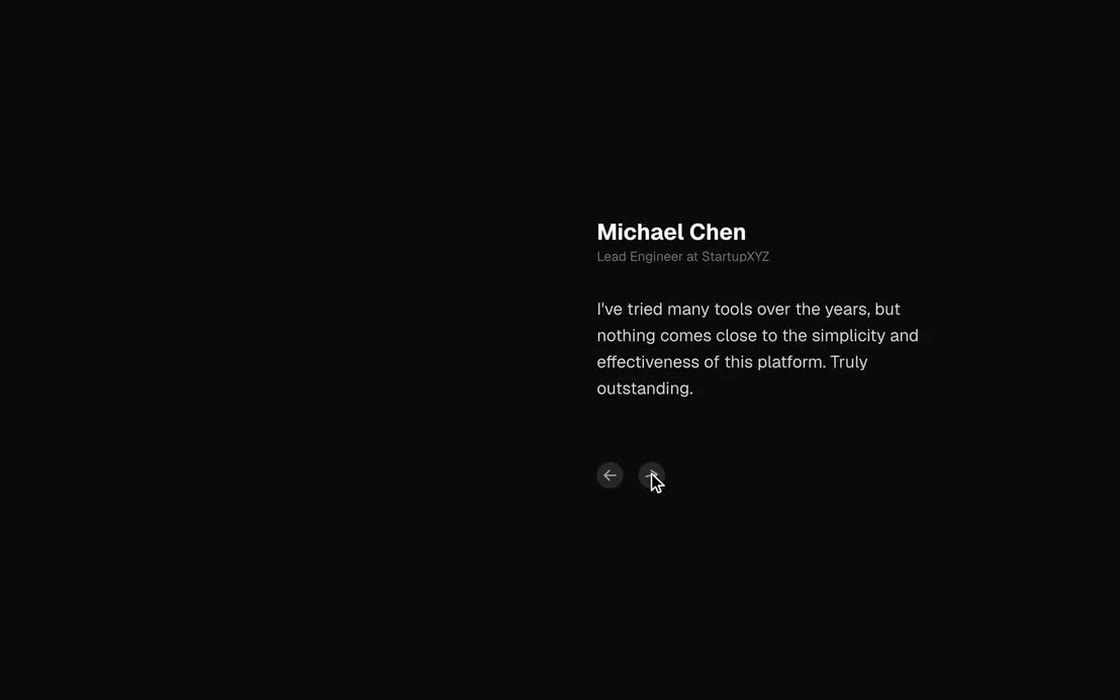 Michael Chen
Lead Engineer at StartupXYZ
I've tried many tools over the years, but
nothing comes close to the simplicity and
effectiveness of this platform. Truly
outstanding.